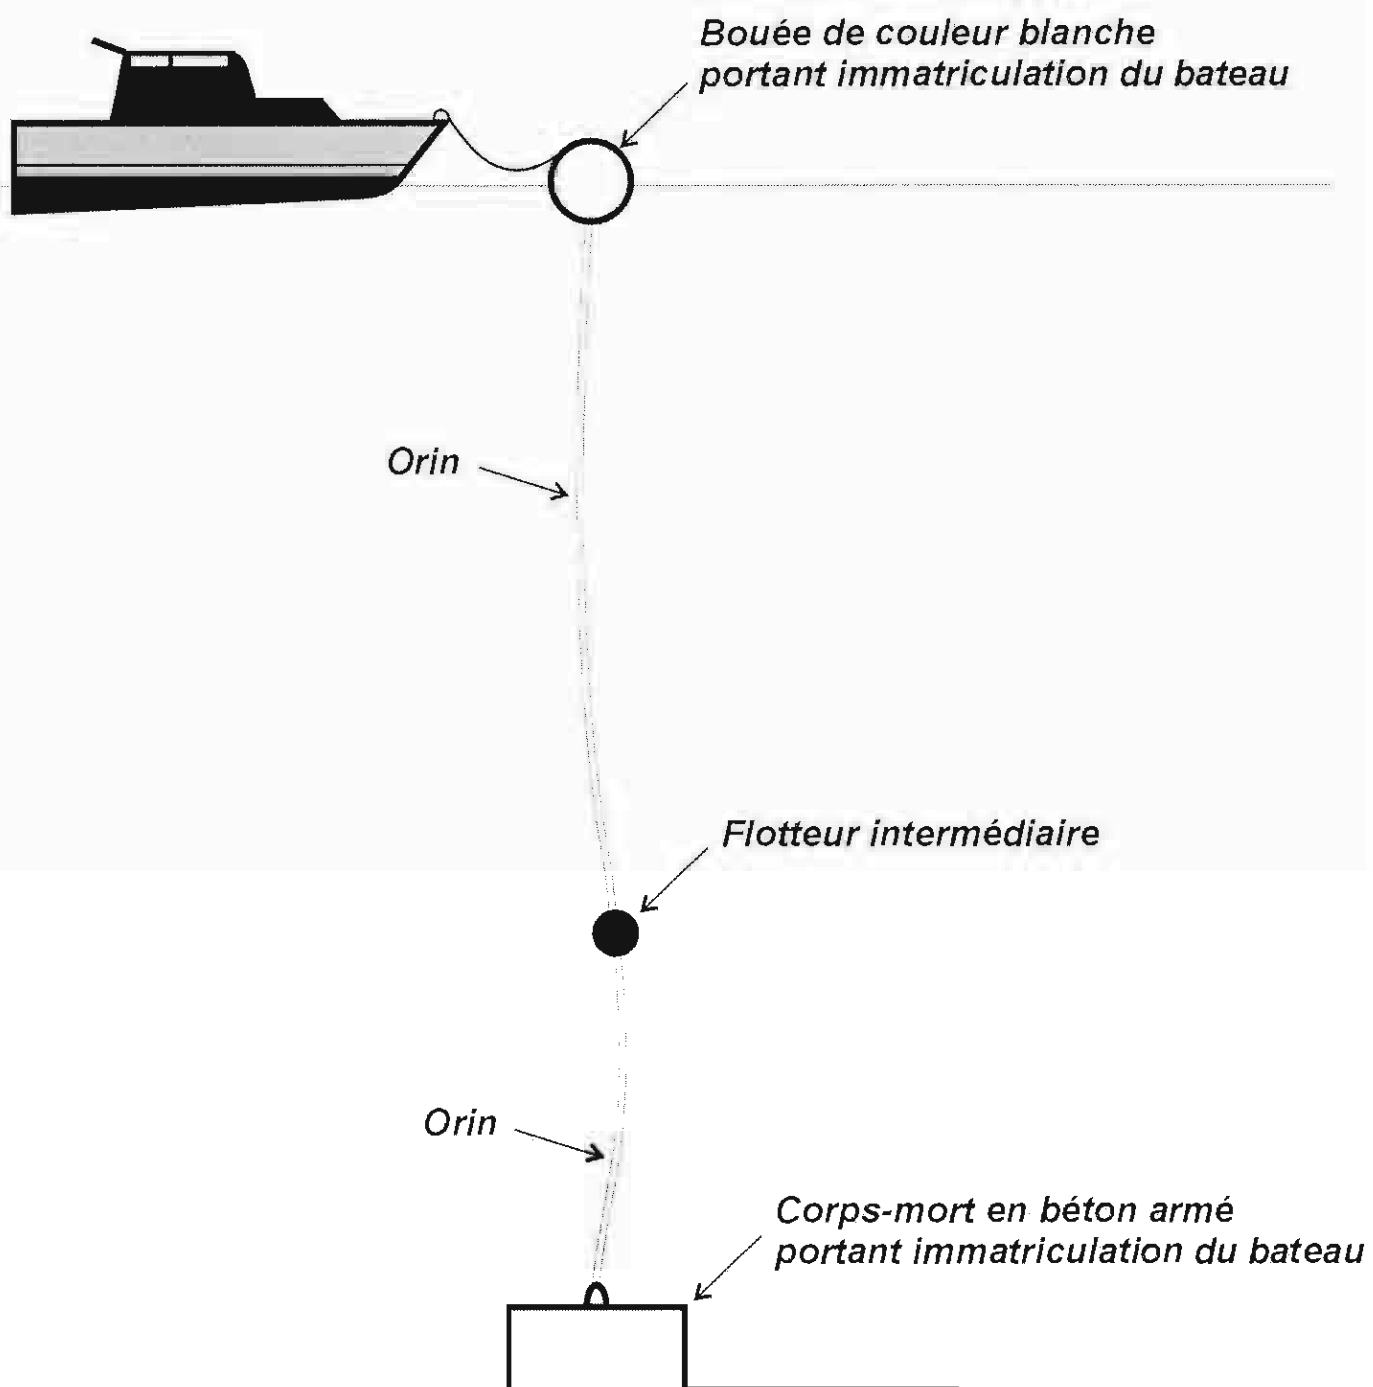 Bouée de couleur blanche
portant immatriculation du bateau
Orin
Flotteur intermédiaire
Orin
Corps-mort en béton armé
portant immatriculation du bateau